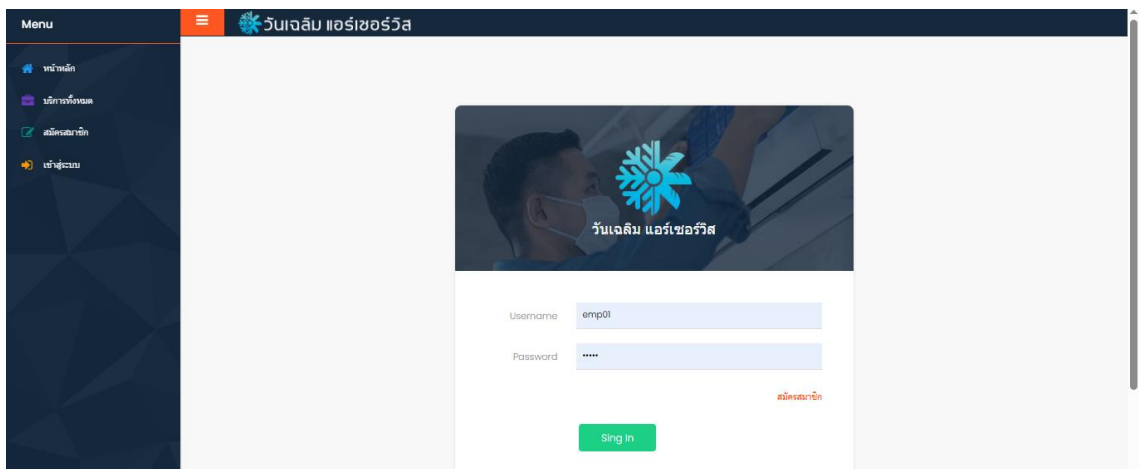 Menu
วันเฉลิม แอร์เซอร์วิส
หน้าหลัก
บริการทั้งหมด
สมัครสมาชิก
เข้าสู่ระบบ
วันเฉลิม แอร์เซอร์วิส
Username emp01
Password •••••
สมัครสมาชิก
Sing In